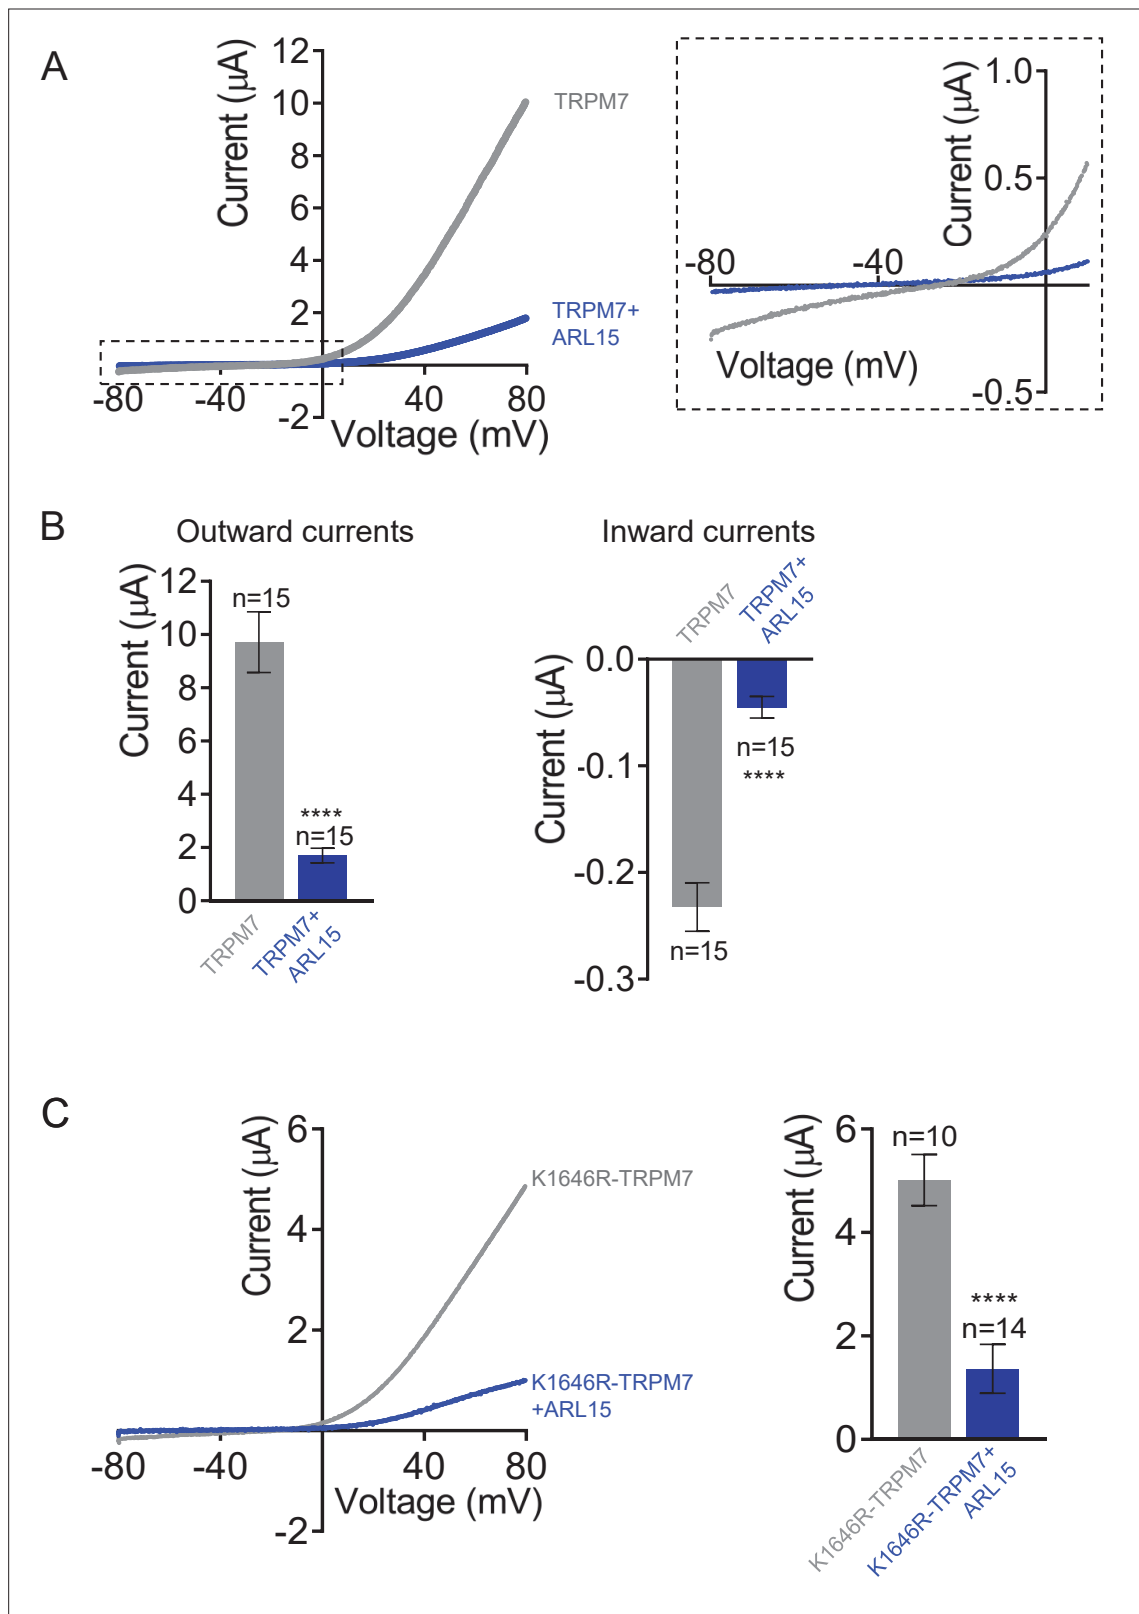 A
Current (µA)
12
10
8
6
4
2
-2
-80
-40
40
80
Voltage (mV)
TRPM7
TRPM7+
ARL15
Current (µA)
1.0
0.5
-0.5
-80
-40
Voltage (mV)
B
Outward currents
Current (µA)
12
10
8
6
4
2
0
n=15
****
n=15
TRPM7
TRPM7+
ARL15
Inward currents
TRPM7
TRPM7+
ARL15
Current (µA)
0.0
-0.1
-0.2
-0.3
n=15
****
n=15
C
Current (µA)
6
4
2
-2
-80
-40
40
80
Voltage (mV)
K1646R-TRPM7
K1646R-TRPM7
+ARL15
Current (µA)
6
4
2
0
n=10
****
n=14
K1646R-TRPM7
K1646R-TRPM7+
ARL15